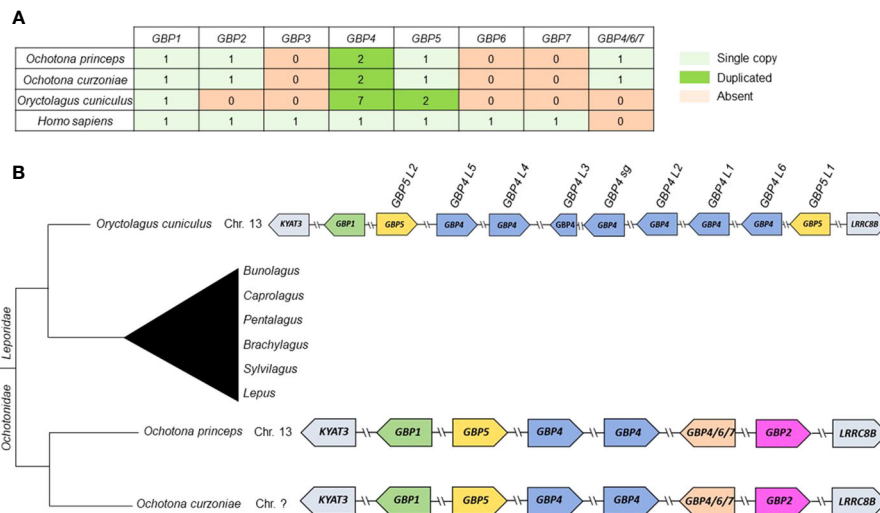 A
GBP1 GBP2 GBP3 GBP4 GBP5 GBP6 GBP7 GBP4/6/7
Ochotona princeps 1 1 0 2 1 0 0 1
Ochotona curzoniae 1 1 0 2 1 0 0 1
Oryctolagus cuniculus 1 0 0 7 2 0 0 0
Homo sapiens 1 1 1 1 1 1 1 0
Single copy
Duplicated
Absent
B
GBP5 L2 GBP4 L5 GBP4 L4 GBP4 L3 GBP4 sg GBP4 L2 GBP4 L1 GBP4 L6 GBP5 L1
Oryctolagus cuniculus Chr. 13 KYAT3 GBP1 GBP5 GBP4 GBP4 GBP4 GBP4 GBP4 GBP4 GBP4 GBP5 LRRC8B
Leporidae
Bunolagus
Caprolagus
Pentalagus
Brachylagus
Sylvilagus
Lepus
Ochotonidae
Ochotona princeps Chr. 13 KYAT3 GBP1 GBP5 GBP4 GBP4 GBP4/6/7 GBP2 LRRC8B
Ochotona curzoniae Chr. ? KYAT3 GBP1 GBP5 GBP4 GBP4 GBP4/6/7 GBP2 LRRC8B